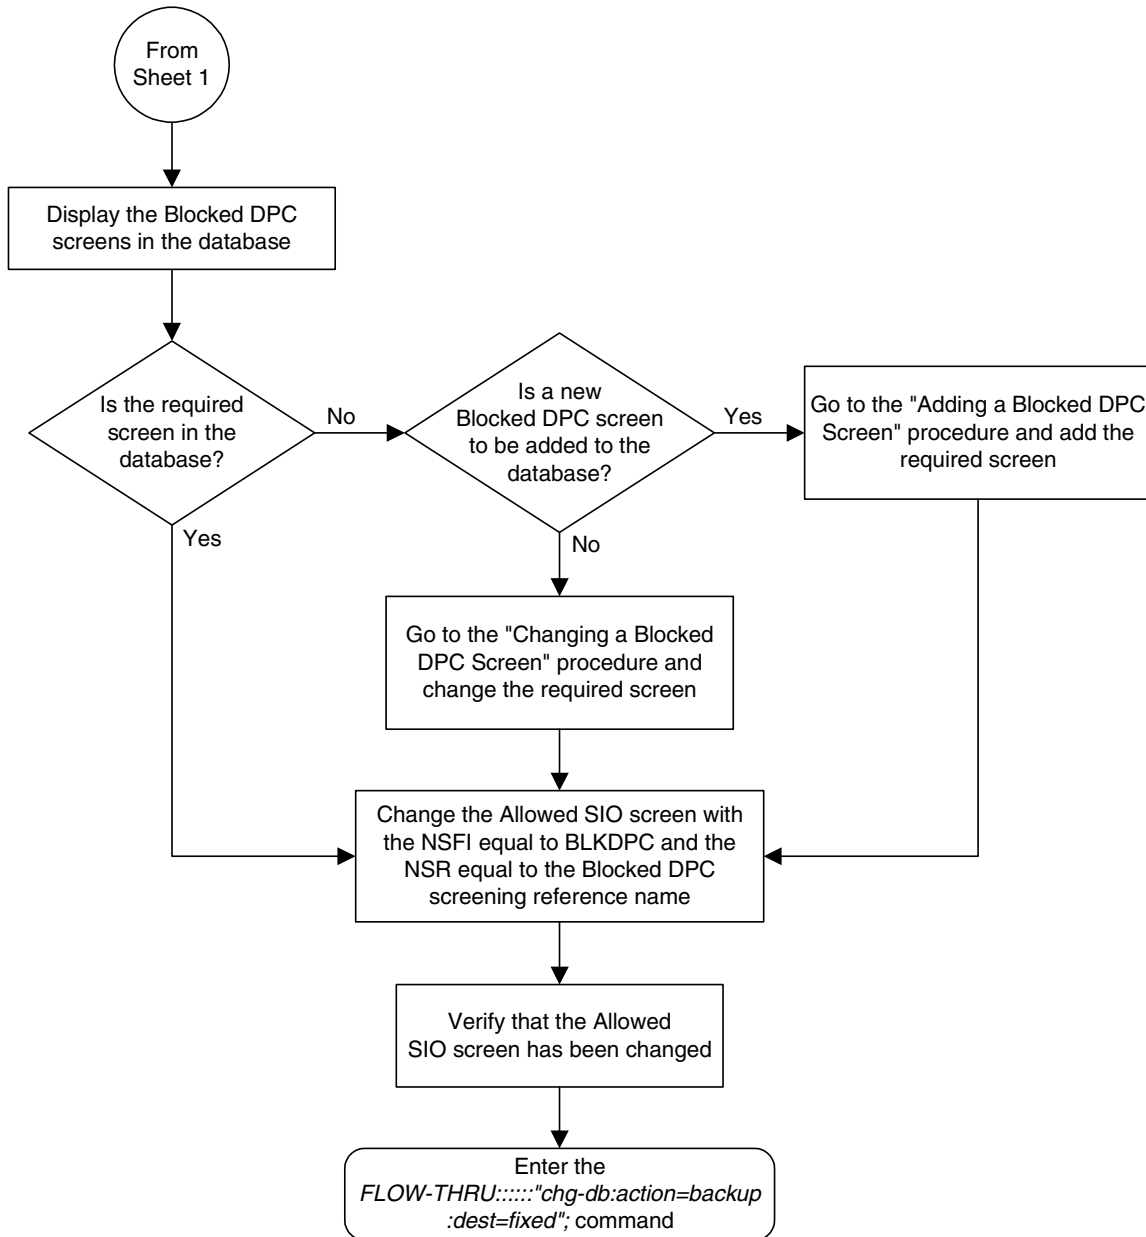 From
Sheet 1
Display the Blocked DPC
screens in the database
Is the required
screen in the
database?
No
Yes
Is a new
Blocked DPC screen
to be added to the
database?
Yes
No
Go to the "Adding a Blocked DPC
Screen" procedure and add the
required screen
Go to the "Changing a Blocked
DPC Screen" procedure and
change the required screen
Change the Allowed SIO screen with
the NSFI equal to BLKDPC and the
NSR equal to the Blocked DPC
screening reference name
Verify that the Allowed
SIO screen has been changed
Enter the
FLOW-THRU::::::"chg-db:action=backup
:dest=fixed"; command